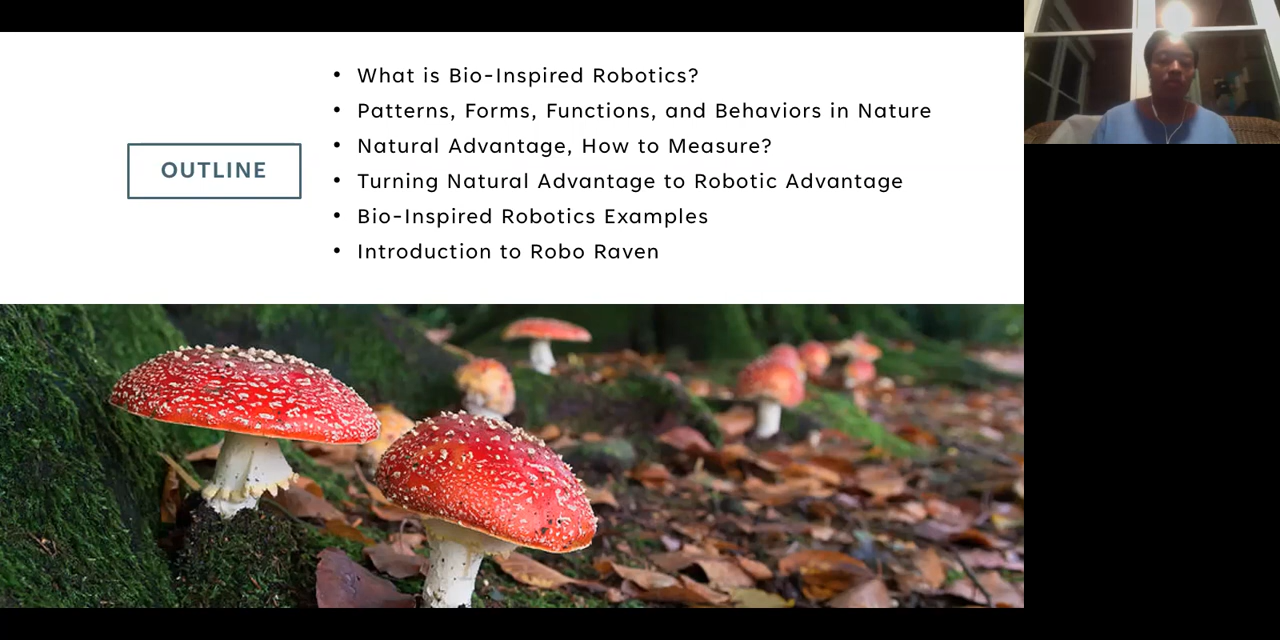 OUTLINE
• What is Bio-Inspired Robotics?
• Patterns, Forms, Functions, and Behaviors in Nature
• Natural Advantage, How to Measure?
• Turning Natural Advantage to Robotic Advantage
• Bio-Inspired Robotics Examples
• Introduction to Robo Raven